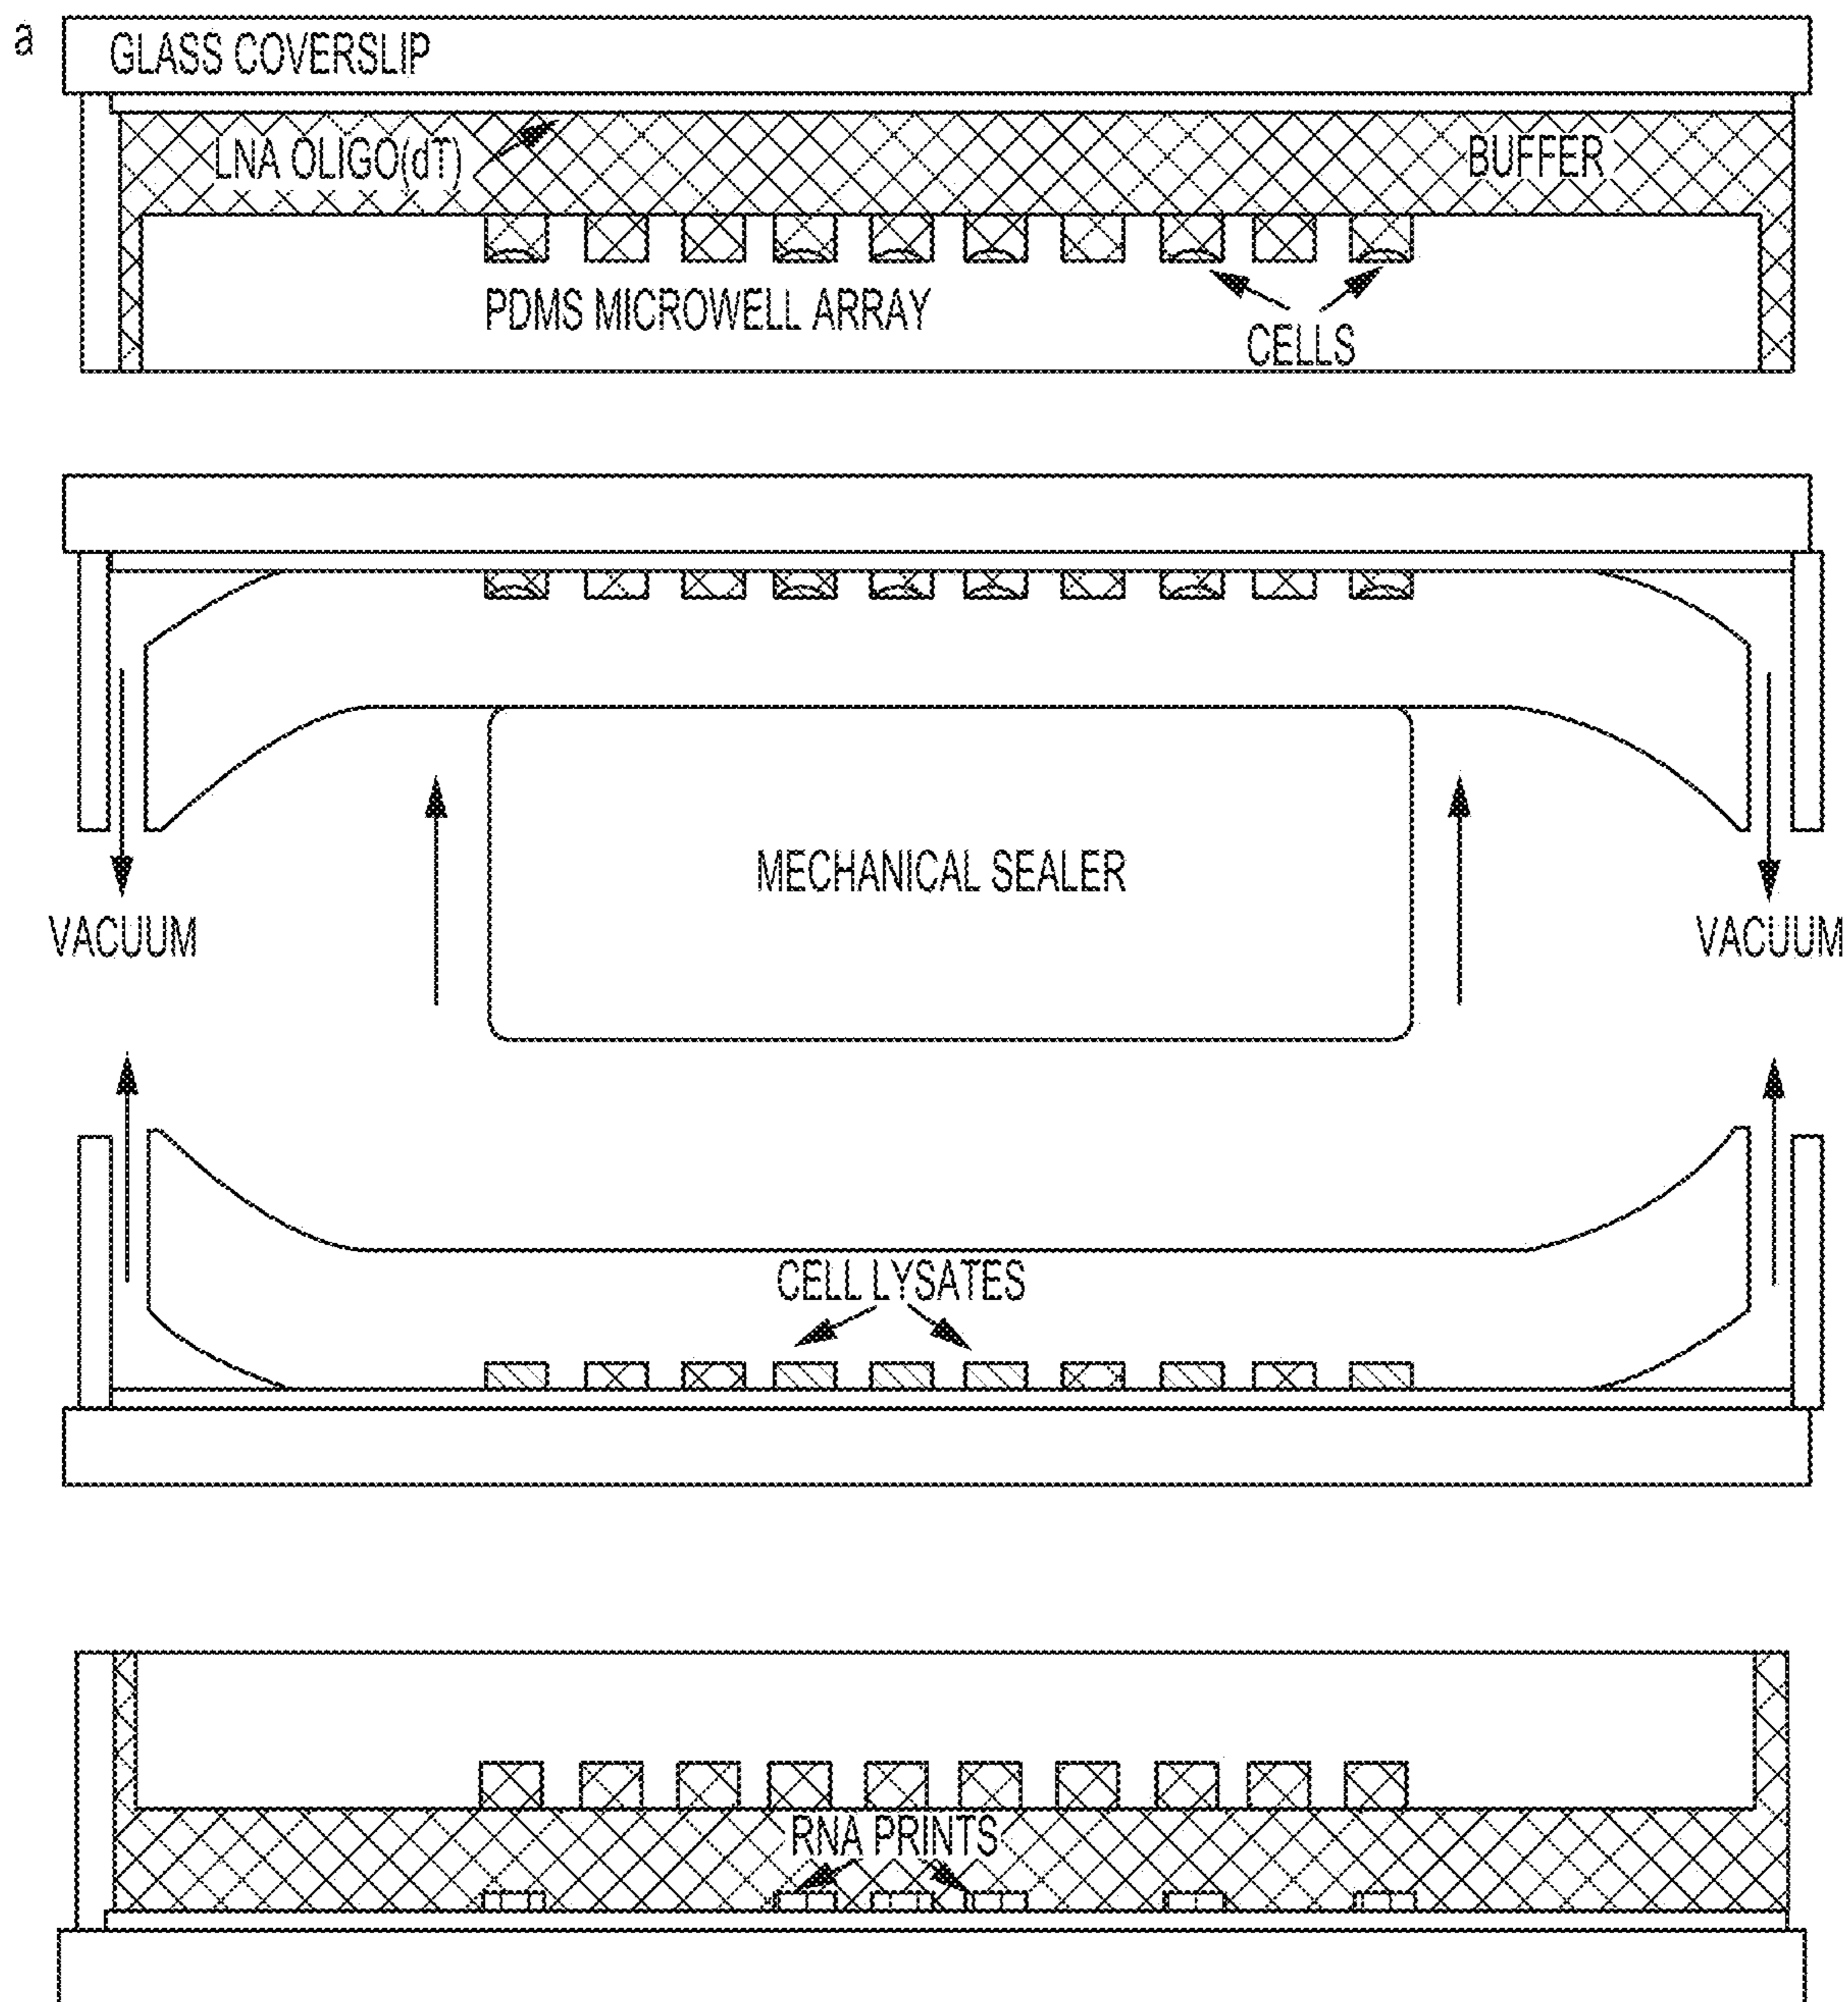 a
GLASS COVERSLIP
LNA OLIGO(dT)
BUFFER
PDMS MICROWELL ARRAY
CELLS
MECHANICAL SEALER
VACUUM
VACUUM
CELL LYSATES
RNA PRINTS